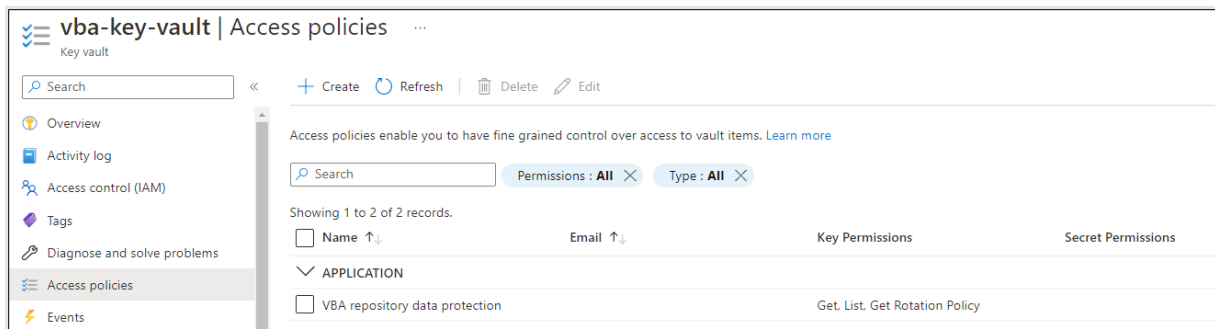 vba-key-vault | Access policies ...
Key vault
Search
«
Create Refresh Delete Edit
Overview
Activity log
Access control (IAM)
Tags
Diagnose and solve problems
Access policies
Events
Access policies enable you to have fine grained control over access to vault items. Learn more
Search
Permissions : All
Type : All
Showing 1 to 2 of 2 records.
Name Email Key Permissions Secret Permissions
APPLICATION
VBA repository data protection Get, List, Get Rotation Policy